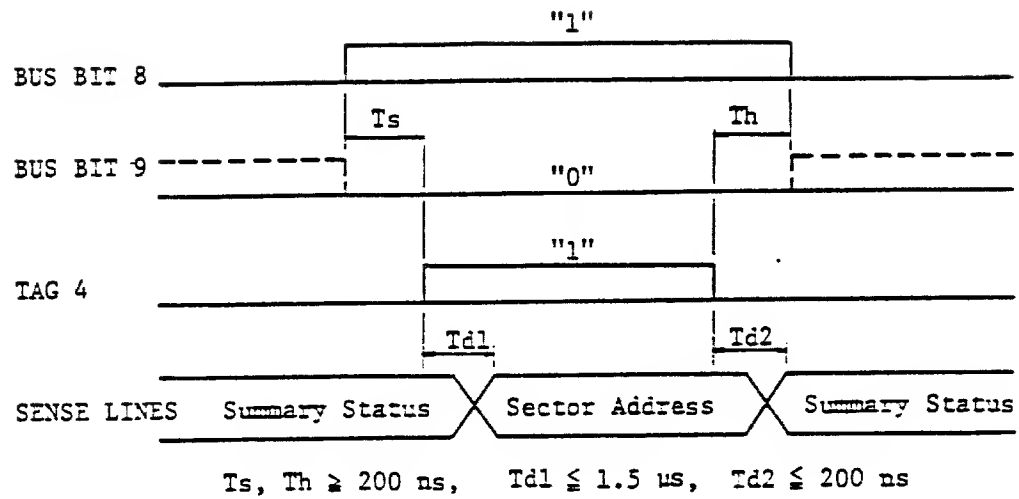 "1"
BUS BIT 8
Ts Th
BUS BIT 9 "0"
"1"
TAG 4
Td1 Td2
SENSE LINES Summary Status Sector Address Summary Status
Ts, Th ≧ 200 ns, Td1 ≦ 1.5 μs, Td2 ≦ 200 ns